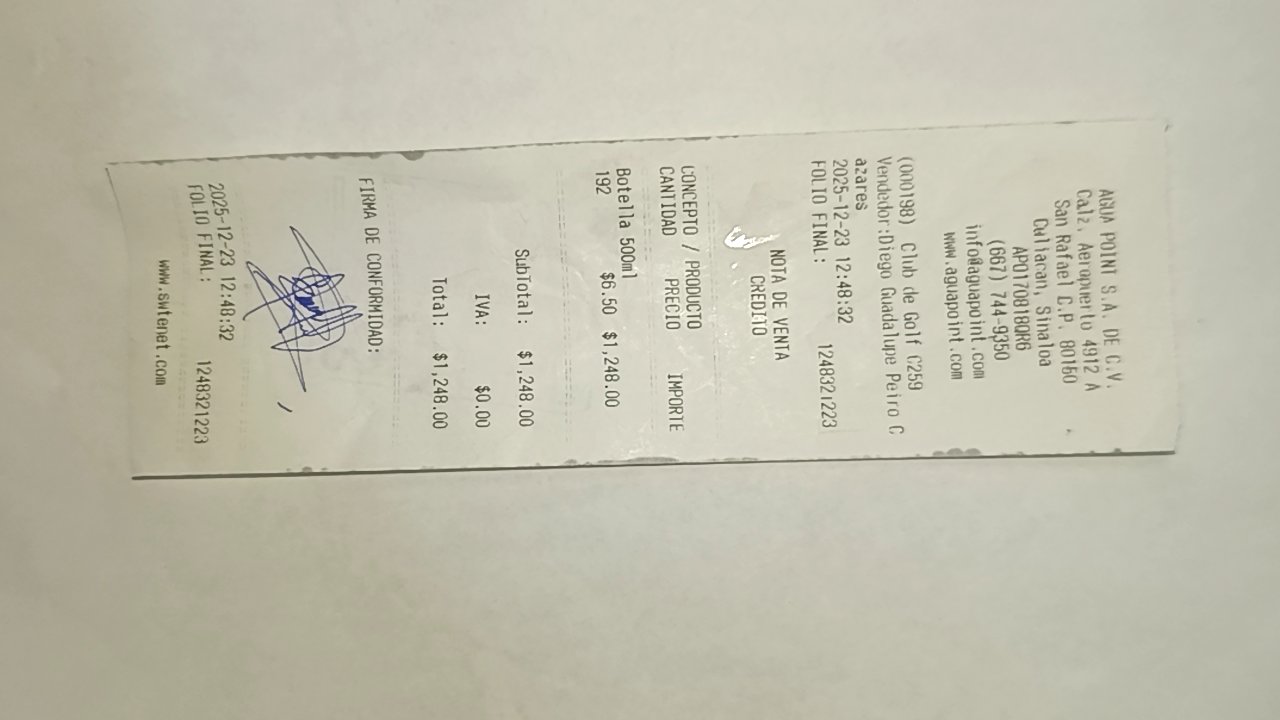 AGUA POINT S.A. DE C.V.
Calz. Aeropuerto 4912 A
San Rafael C.P. 80150
Culiacan, Sinaloa
APO170818QR6
(667) 744-9350
info@aguapoint.com
www.aguapoint.com
(000198) Club de Golf C259
Vendedor:Diego Guadalupe Peiro C
azares
2025-12-23 12:48:32
FOLIO FINAL: 1248321223
NOTA DE VENTA
CREDITO
CONCEPTO / PRODUCTO
CANTIDAD PRECIO IMPORTE
Botella 500ml
192 $6.50 $1,248.00
SubTotal: $1,248.00
IVA: $0.00
Total: $1,248.00
FIRMA DE CONFORMIDAD:
2025-12-23 12:48:32
FOLIO FINAL: 1248321223
www.swtenet.com